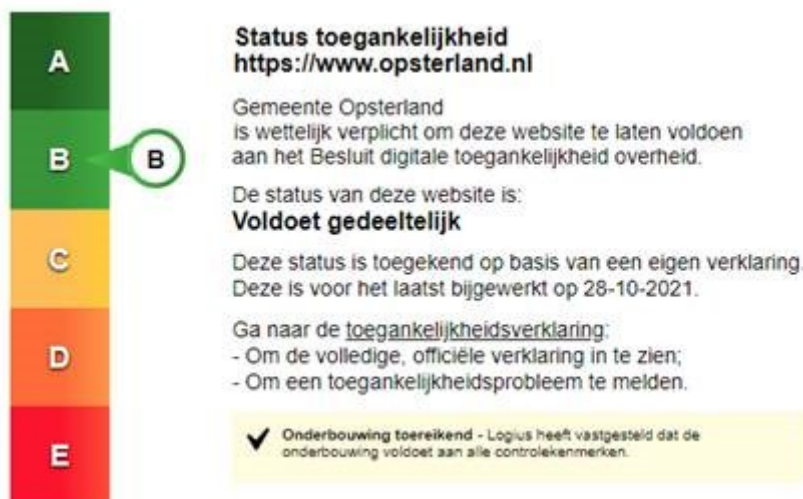 A
B
C
D
E
B
Status toegankelijkheid
https://www.opsterland.nl
Gemeente Opsterland
is wettelijk verplicht om deze website te laten voldoen
aan het Besluit digitale toegankelijkheid overheid.
De status van deze website is:
Voldoet gedeeltelijk
Deze status is toegekend op basis van een eigen verklaring.
Deze is voor het laatst bijgewerkt op 28-10-2021.
Ga naar de toegankelijkheidsverklaring:
- Om de volledige, officiële verklaring in te zien;
- Om een toegankelijkheidsprobleem te melden.
Onderbouwing toereikend - Logius heeft vastgesteld dat de
onderbouwing voldoet aan alle controlekenmerken.